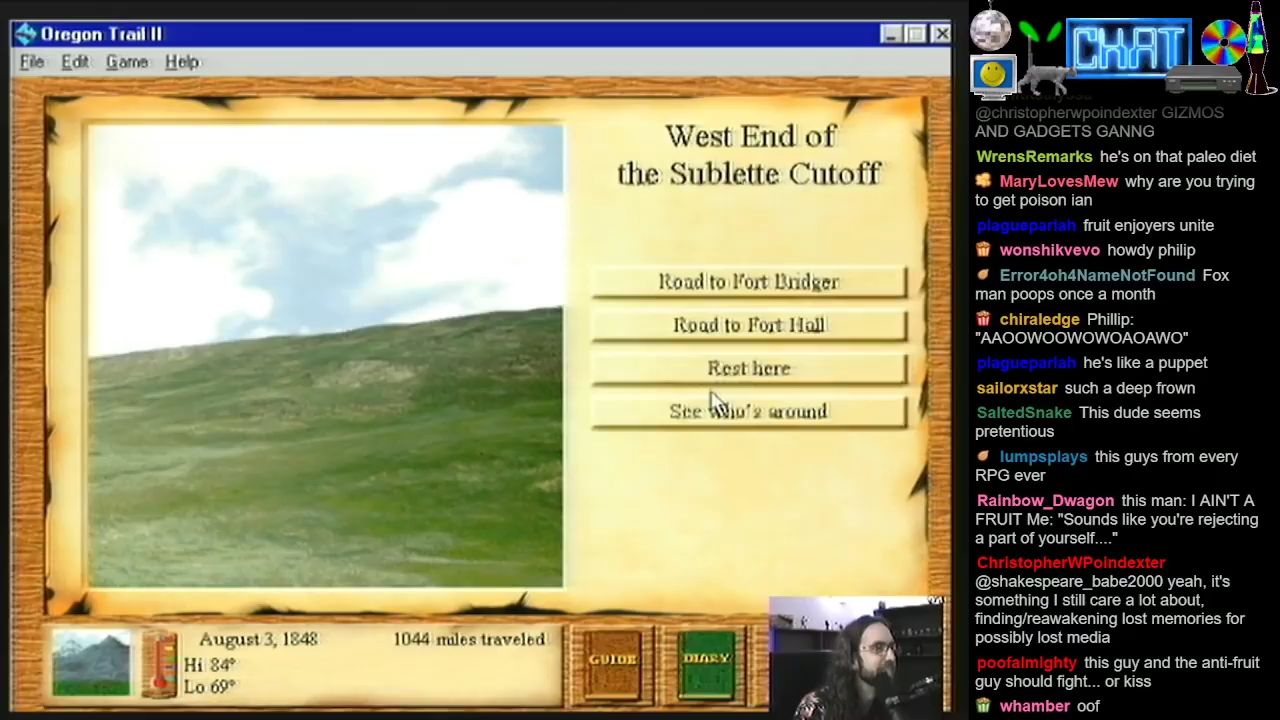 Oregon Trail II
File Edit Game Help
West End of
the Sublette Cutoff
Road to Fort Bridger
Road to Fort Hall
Rest here
See who's around
August 3, 1848 1044 miles traveled
Hi 84°
Lo 69°
GUIDE
DIARY
CHAT
@christopherwpoindexter GIZMOS
AND GADGETS GANNG
WrensRemarks he's on that paleo diet
MaryLovesMew why are you trying
to get poison ian
plaguepariah fruit enjoyers unite
wonshikvevo howdy philip
Error4oh4NameNotFound Fox
man poops once a month
chiraledge Phillip:
"AAOOWOOWOWOAOAWO"
plaguepariah he's like a puppet
sailorxstar such a deep frown
SaltedSnake This dude seems
pretentious
lumpsplays this guys from every
RPG ever
Rainbow_Dwagon this man: I AIN'T A
FRUIT Me: "Sounds like you're rejecting
a part of yourself...."
ChristopherWPoindexter
@shakespeare_babe2000 yeah, it's
something I still care a lot about,
finding/reawakening lost memories for
possibly lost media
poofalmighty this guy and the anti-fruit
guy should fight... or kiss
whamber oof